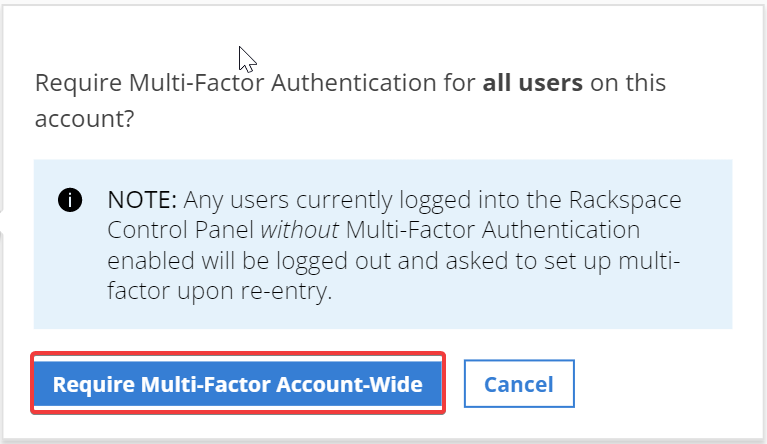 Require Multi-Factor Authentication for all users on this
account?
NOTE: Any users currently logged into the Rackspace
Control Panel without Multi-Factor Authentication
enabled will be logged out and asked to set up multi-
factor upon re-entry.
Require Multi-Factor Account-Wide
Cancel